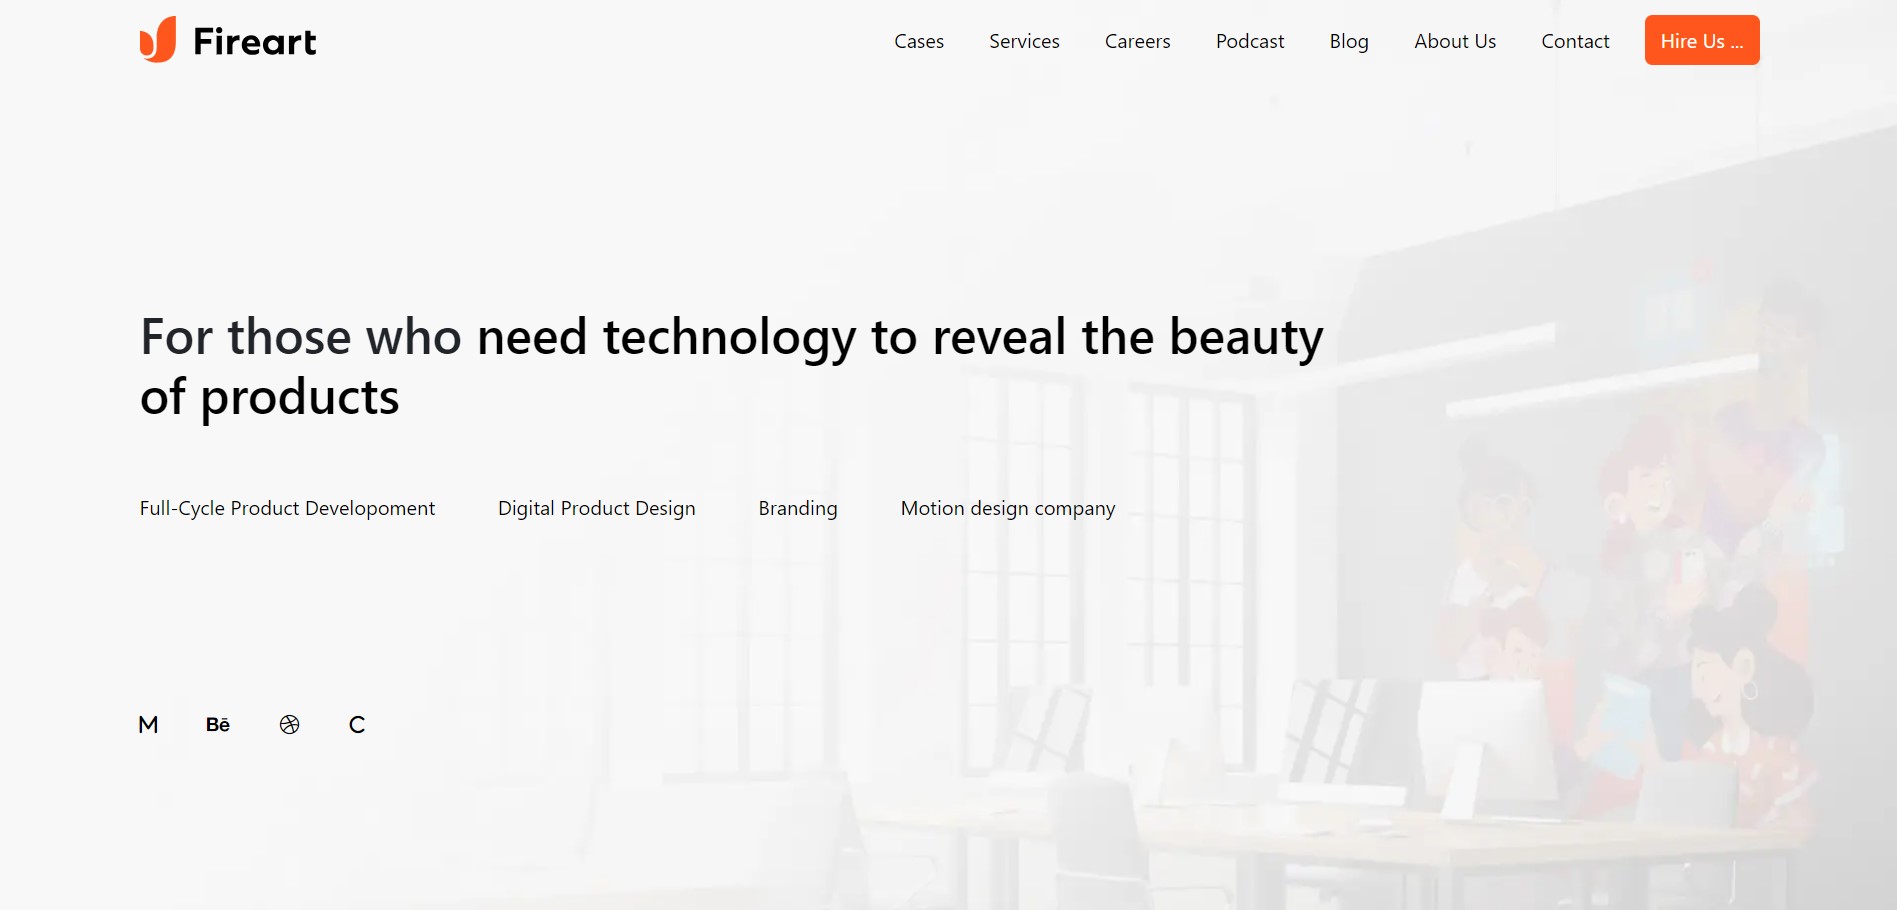 Fireart
Cases Services Careers Podcast Blog About Us Contact Hire Us ...
For those who need technology to reveal the beauty
of products
Full-Cycle Product Developoment Digital Product Design Branding Motion design company
M Bē C